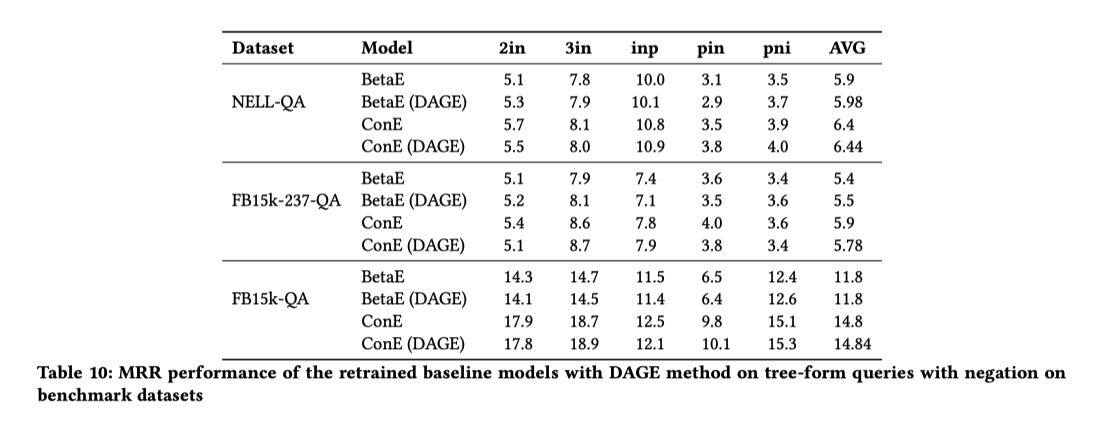 Dataset Model 2in 3in inp pin pni AVG
BetaE 5.1 7.8 10.0 3.1 3.5 5.9
NELL-QA BetaE (DAGE) 5.3 7.9 10.1 2.9 3.7 5.98
ConE 5.7 8.1 10.8 3.5 3.9 6.4
ConE (DAGE) 5.5 8.0 10.9 3.8 4.0 6.44
BetaE 5.1 7.9 7.4 3.6 3.4 5.4
FB15k-237-QA BetaE (DAGE) 5.2 8.1 7.1 3.5 3.6 5.5
ConE 5.4 8.6 7.8 4.0 3.6 5.9
ConE (DAGE) 5.1 8.7 7.9 3.8 3.4 5.78
BetaE 14.3 14.7 11.5 6.5 12.4 11.8
FB15k-QA BetaE (DAGE) 14.1 14.5 11.4 6.4 12.6 11.8
ConE 17.9 18.7 12.5 9.8 15.1 14.8
ConE (DAGE) 17.8 18.9 12.1 10.1 15.3 14.84
Table 10: MRR performance of the retrained baseline models with DAGE method on tree-form queries with negation on
benchmark datasets